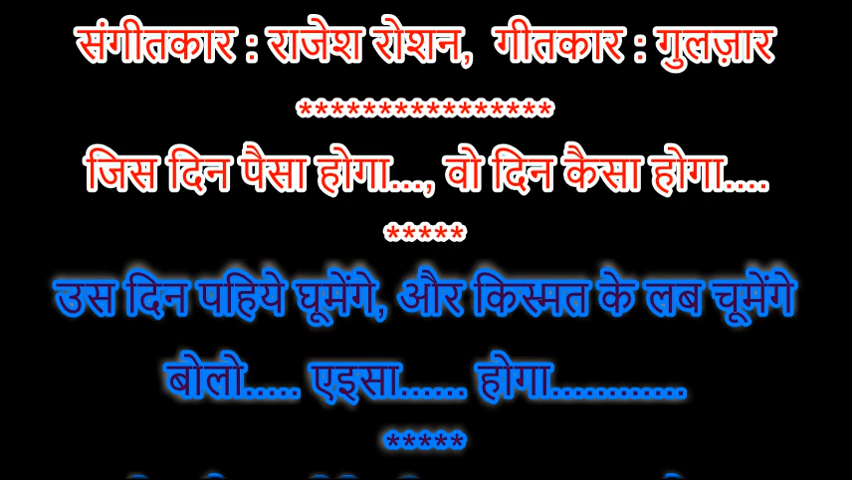 संगीतकार : राजेश रोशन, गीतकार : गुलज़ार
****************
जिस दिन पैसा होगा..., वो दिन कैसा होगा....
*****
उस दिन पहिये घूमेंगे, और किस्मत के लब चूमेंगे
बोलो..... एइसा...... होगा............
*****